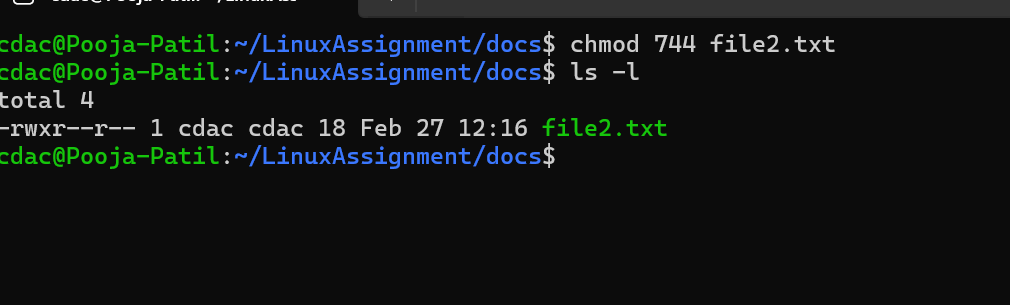 cdac@Pooja-Patil:~/LinuxAssignment/docs$ chmod 744 file2.txt
cdac@Pooja-Patil:~/LinuxAssignment/docs$ ls -l
total 4
-rwxr--r-- 1 cdac cdac 18 Feb 27 12:16 file2.txt
cdac@Pooja-Patil:~/LinuxAssignment/docs$